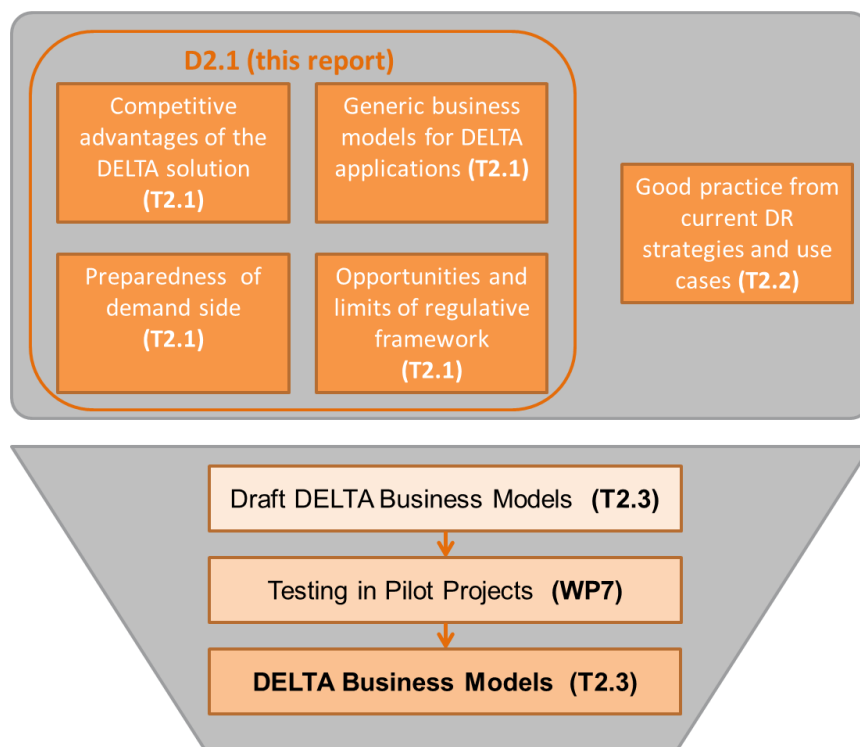 D2.1 (this report)
Competitive
advantages of the
DELTA solution
(T2.1)
Generic business
models for DELTA
applications (T2.1)
Preparedness of
demand side
(T2.1)
Opportunities and
limits of regulative
framework
(T2.1)
Good practice from
current DR
strategies and use
cases (T2.2)
Draft DELTA Business Models (T2.3)
Testing in Pilot Projects (WP7)
DELTA Business Models (T2.3)